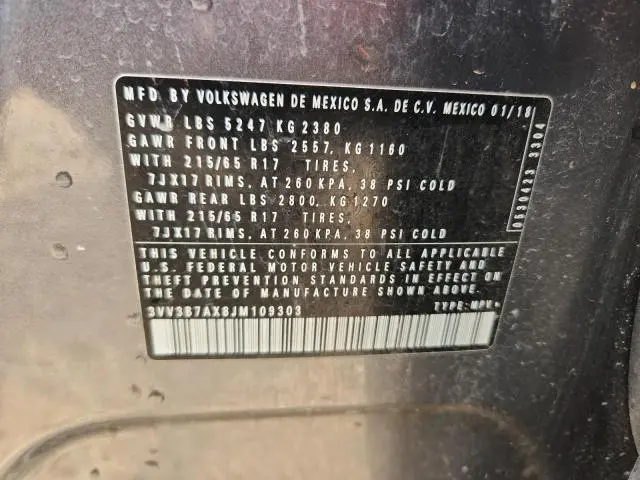 MFD. BY VOLKSWAGEN DE MEXICO S.A. DE C.V. MEXICO 01/18
GVWR LBS 5247 KG 2380
GAWR FRONT LBS 2557, KG 1160
WITH 215/65 R17 TIRES,
7JX17 RIMS, AT 260 KPA, 38 PSI COLD
GAWR REAR LBS 2800, KG 1270
WITH 215/65 R17 TIRES,
7JX17 RIMS, AT 260 KPA, 38 PSI COLD
0530423 3304
THIS VEHICLE CONFORMS TO ALL APPLICABLE
U.S. FEDERAL MOTOR VEHICLE SAFETY AND
THEFT PREVENTION STANDARDS IN EFFECT ON
THE DATE OF MANUFACTURE SHOWN ABOVE.
3VV3B7AX8JM109303 TYPE-MPV*